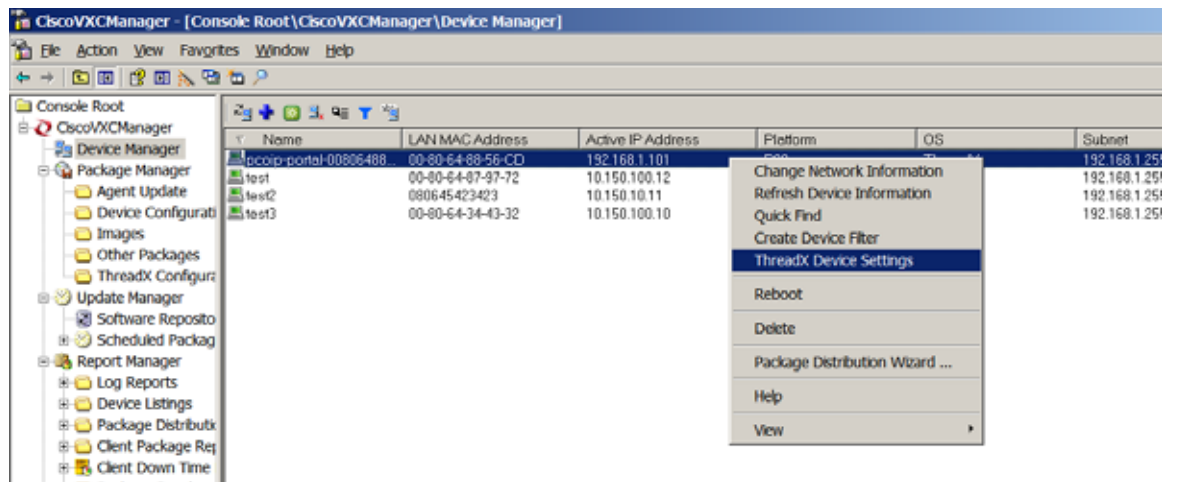 CiscoVXCManager - [Console Root\CiscoVXCManager\Device Manager]
File Action View Favorites Window Help
Console Root
CiscoVXCManager
Device Manager
Package Manager
Agent Update
Device Configurati
Images
Other Packages
ThreadX Configura
Update Manager
Software Reposito
Scheduled Packag
Report Manager
Log Reports
Device Listings
Package Distributi
Client Package Rep
Client Down Time
Name LAN MAC Address Active IP Address Platform OS Subnet
pcoip-portal-00806488... 00-80-64-88-56-CD 192.168.1.101 192.168.1.25
test 00-80-64-87-97-72 10.150.100.12 192.168.1.25
test2 080645423423 10.150.10.11 192.168.1.25
test3 00-80-64-34-43-32 10.150.100.10 192.168.1.25
Change Network Information
Refresh Device Information
Quick Find
Create Device Filter
ThreadX Device Settings
Reboot
Delete
Package Distribution Wizard ...
Help
View